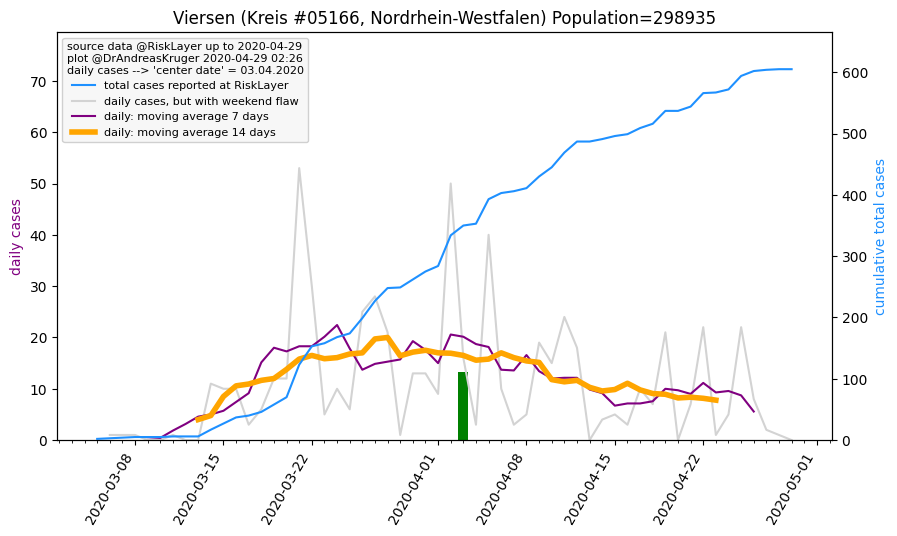 Viersen (Kreis #05166, Nordrhein-Westfalen) Population=298935
source data @RiskLayer up to 2020-04-29
plot @DrAndreasKruger 2020-04-29 02:26
daily cases --> 'center date' = 03.04.2020
total cases reported at RiskLayer
daily cases, but with weekend flaw
daily: moving average 7 days
daily: moving average 14 days
70
60
50
40
30
20
10
0
daily cases
600
500
400
300
200
100
0
cumulative total cases
2020-03-08
2020-03-15
2020-03-22
2020-04-01
2020-04-08
2020-04-15
2020-04-22
2020-05-01